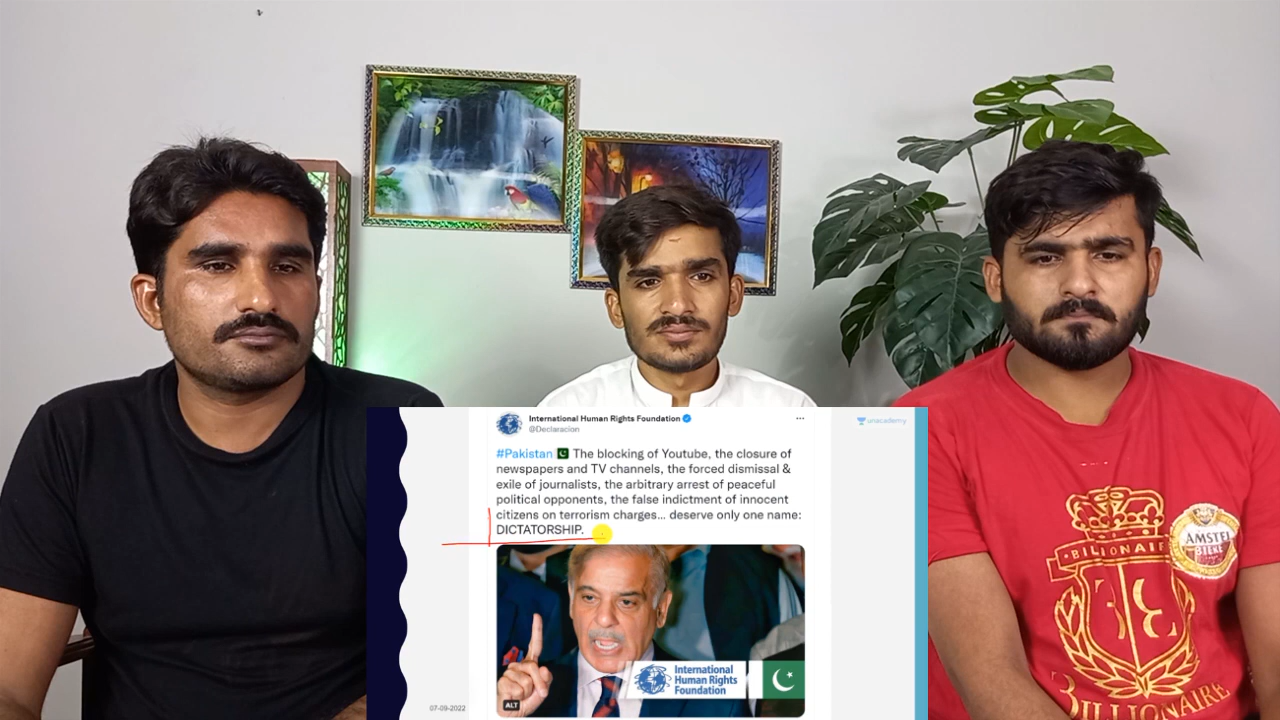 International Human Rights Foundation
@Declaracion
...
unacademy
#Pakistan The blocking of Youtube, the closure of
newspapers and TV channels, the forced dismissal &
exile of journalists, the arbitrary arrest of peaceful
political opponents, the false indictment of innocent
citizens on terrorism charges... deserve only one name:
DICTATORSHIP.
International
Human Rights
Foundation
ALT
07-09-2022
BILLIONAIRE
AMSTEL
BILLIONAIRE